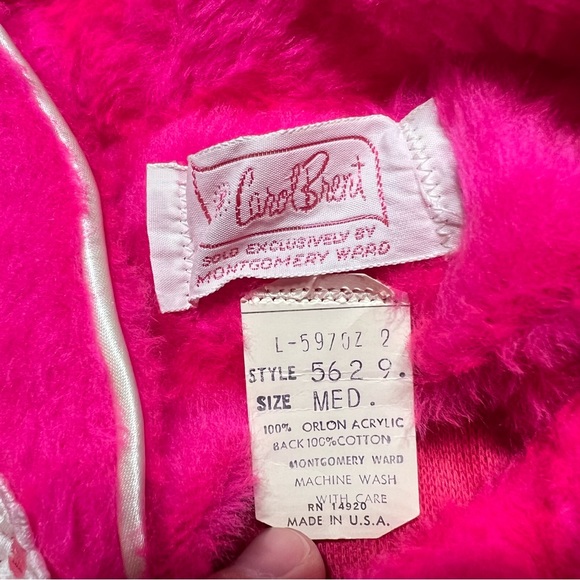 Carol Brent
SOLD EXCLUSIVELY BY
MONTGOMERY WARD
L-5970Z 2
STYLE 5629.
SIZE MED.
100% ORLON ACRYLIC
BACK 100% COTTON
MONTGOMERY WARD
MACHINE WASH
WITH CARE
RN 14920
MADE IN U.S.A.